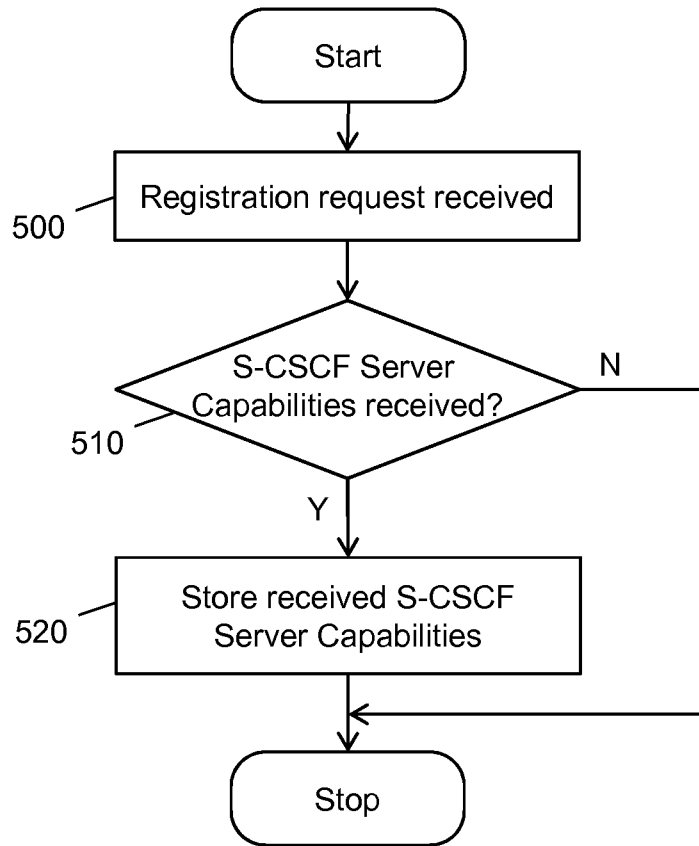 Start
Registration request received
500
S-CSCF Server
Capabilities received?
N
510
Y
Store received S-CSCF
Server Capabilities
520
Stop